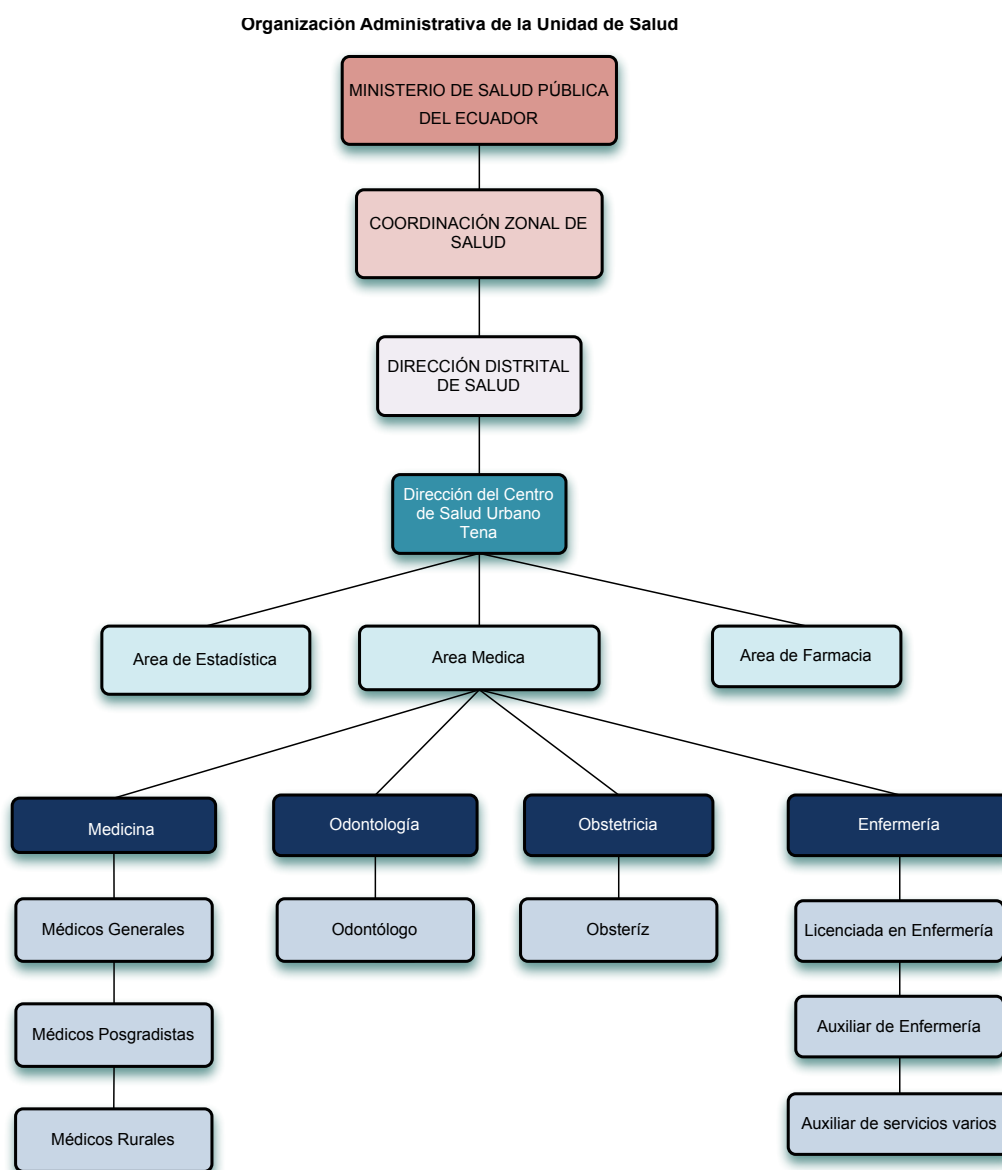 Organización Administrativa de la Unidad de Salud
MINISTERIO DE SALUD PÚBLICA
DEL ECUADOR
COORDINACIÓN ZONAL DE
SALUD
DIRECCIÓN DISTRITAL
DE SALUD
Dirección del Centro
de Salud Urbano
Tena
Area de Estadística
Area Medica
Area de Farmacia
Medicina
Odontología
Obstetricia
Enfermería
Médicos Generales
Odontólogo
Obsteríz
Licenciada en Enfermería
Médicos Posgradistas
Auxiliar de Enfermería
Médicos Rurales
Auxiliar de servicios varios